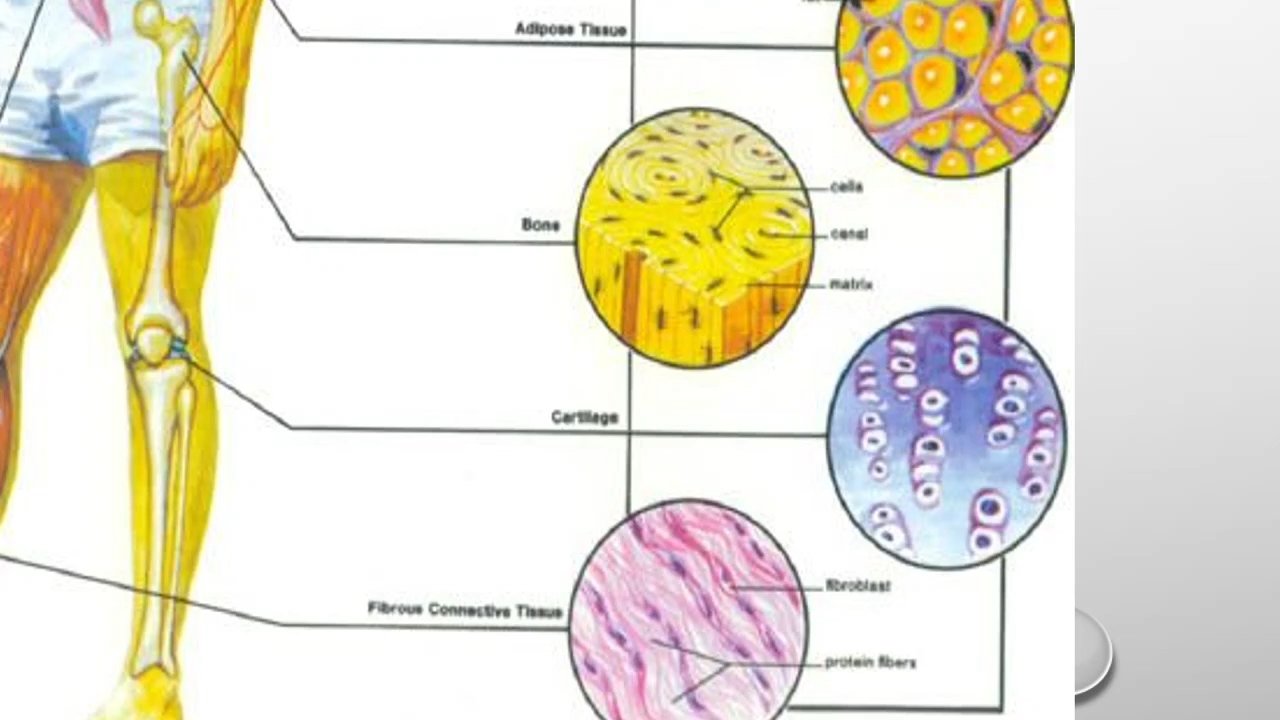 Adipose Tissue
Bone
cells
canal
matrix
Cartilage
Fibrous Connective Tissue
fibroblast
protein fibers